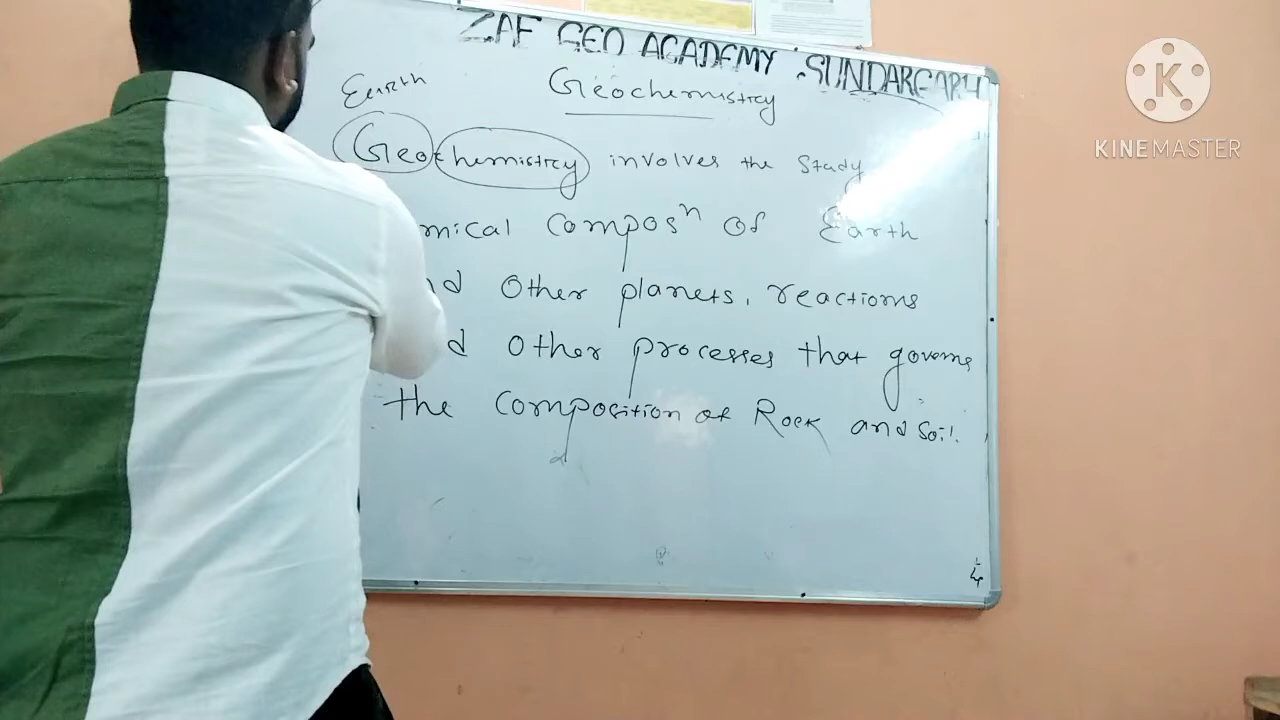 ZAF GEO ACADEMY SUNDARGARH
Earth
Geochemistry
Geochemistry involves the study
mical Composⁿ of Earth
nd Other planets, reactions
d Other processes that governs
the Composition of Rock and Soil.
K
KINEMASTER